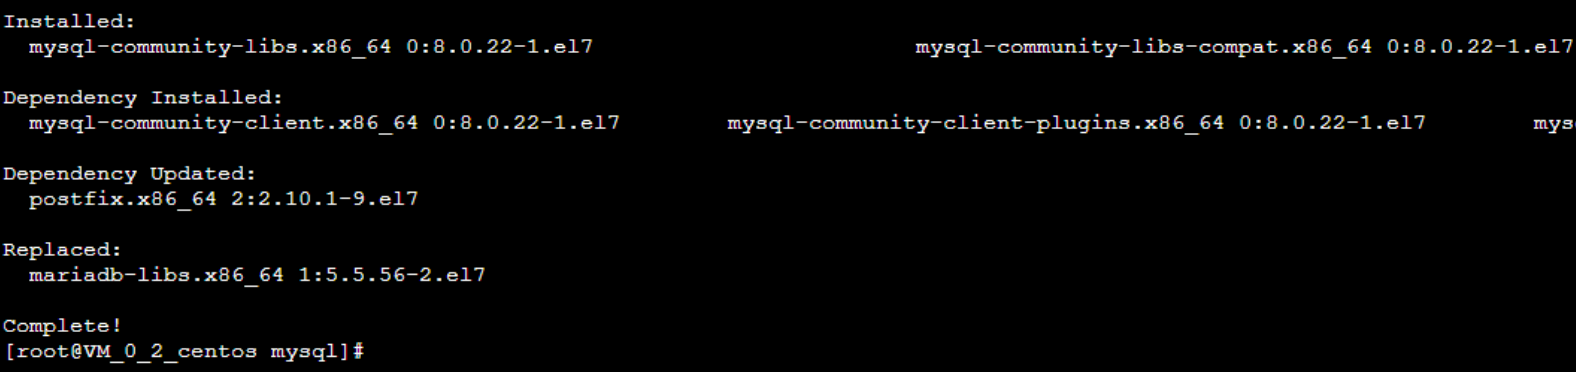 Installed:
mysql-community-libs.x86_64 0:8.0.22-1.el7 mysql-community-libs-compat.x86_64 0:8.0.22-1.el7
Dependency Installed:
mysql-community-client.x86_64 0:8.0.22-1.el7 mysql-community-client-plugins.x86_64 0:8.0.22-1.el7
Dependency Updated:
postfix.x86_64 2:2.10.1-9.el7
Replaced:
mariadb-libs.x86_64 1:5.5.56-2.el7
Complete!
[root@VM_0_2_centos mysql]#